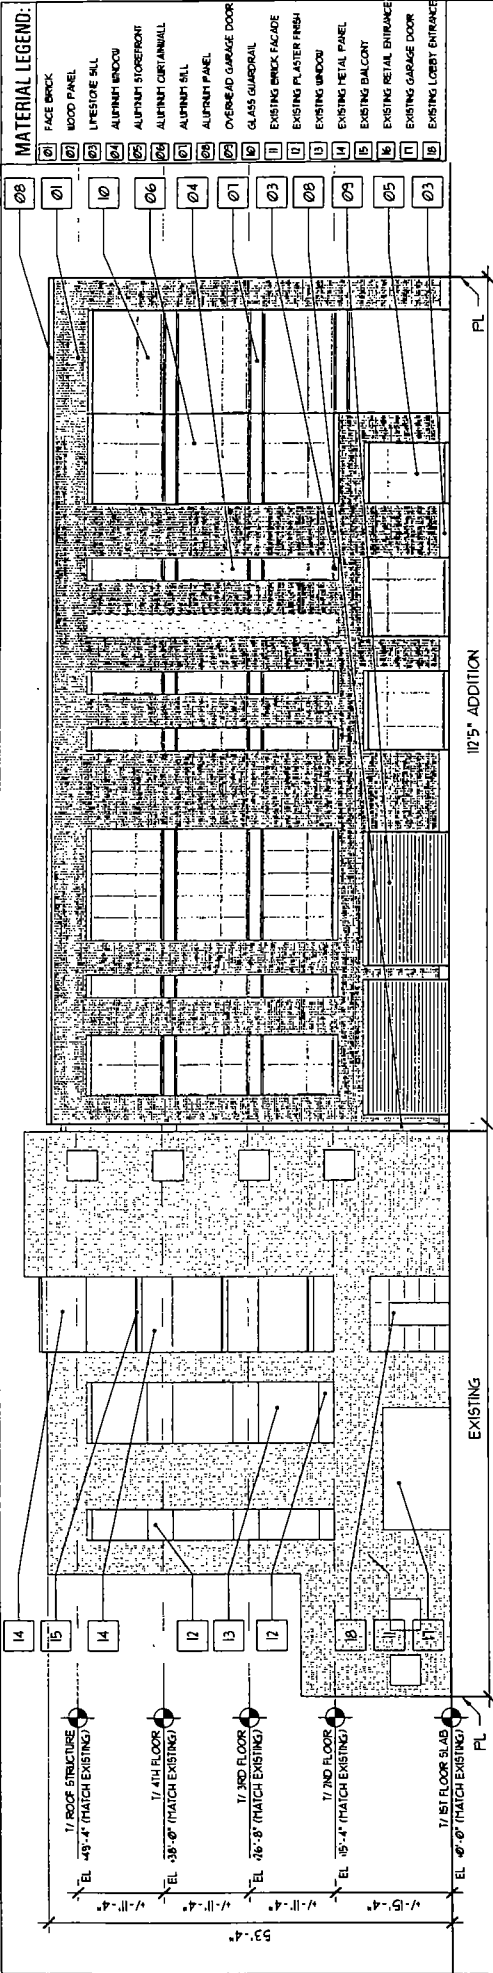 MATERIAL LEGEND:
01 FACE BRICK
02 WOOD PANEL
03 LIMESTONE SILL
04 ALUMINUM WINDOW
05 ALUMINUM STOREFRONT
06 ALUMINUM CURTAINWALL
07 ALUMINUM SILL
08 ALUMINUM PANEL
09 OVERHEAD GARAGE DOOR
10 GLASS GUARDRAIL
11 EXISTING BRICK FACADE
12 EXISTING PLASTER FINISH
13 EXISTING WINDOW
14 EXISTING METAL PANEL
15 EXISTING BALCONY
16 EXISTING RETAIL ENTRANCE
17 EXISTING GARAGE DOOR
18 EXISTING LOBBY ENTRANCE
08
01
10
06
04
07
03
08
09
05
03
14
15
14
12
13
12
18
11
17
T/ ROOF STRUCTURE
EL +49'-4" (MATCH EXISTING)
T/ 4TH FLOOR
EL +38'-0" (MATCH EXISTING)
T/ 3RD FLOOR
EL +26'-8" (MATCH EXISTING)
T/ 2ND FLOOR
EL +15'-4" (MATCH EXISTING)
T/ 1ST FLOOR SLAB
EL +0'-0" (MATCH EXISTING)
+/-11'-4"
+/-11'-4"
+/-11'-4"
+/-15'-4"
53'-4"
PL
EXISTING
112'5" ADDITION
PL